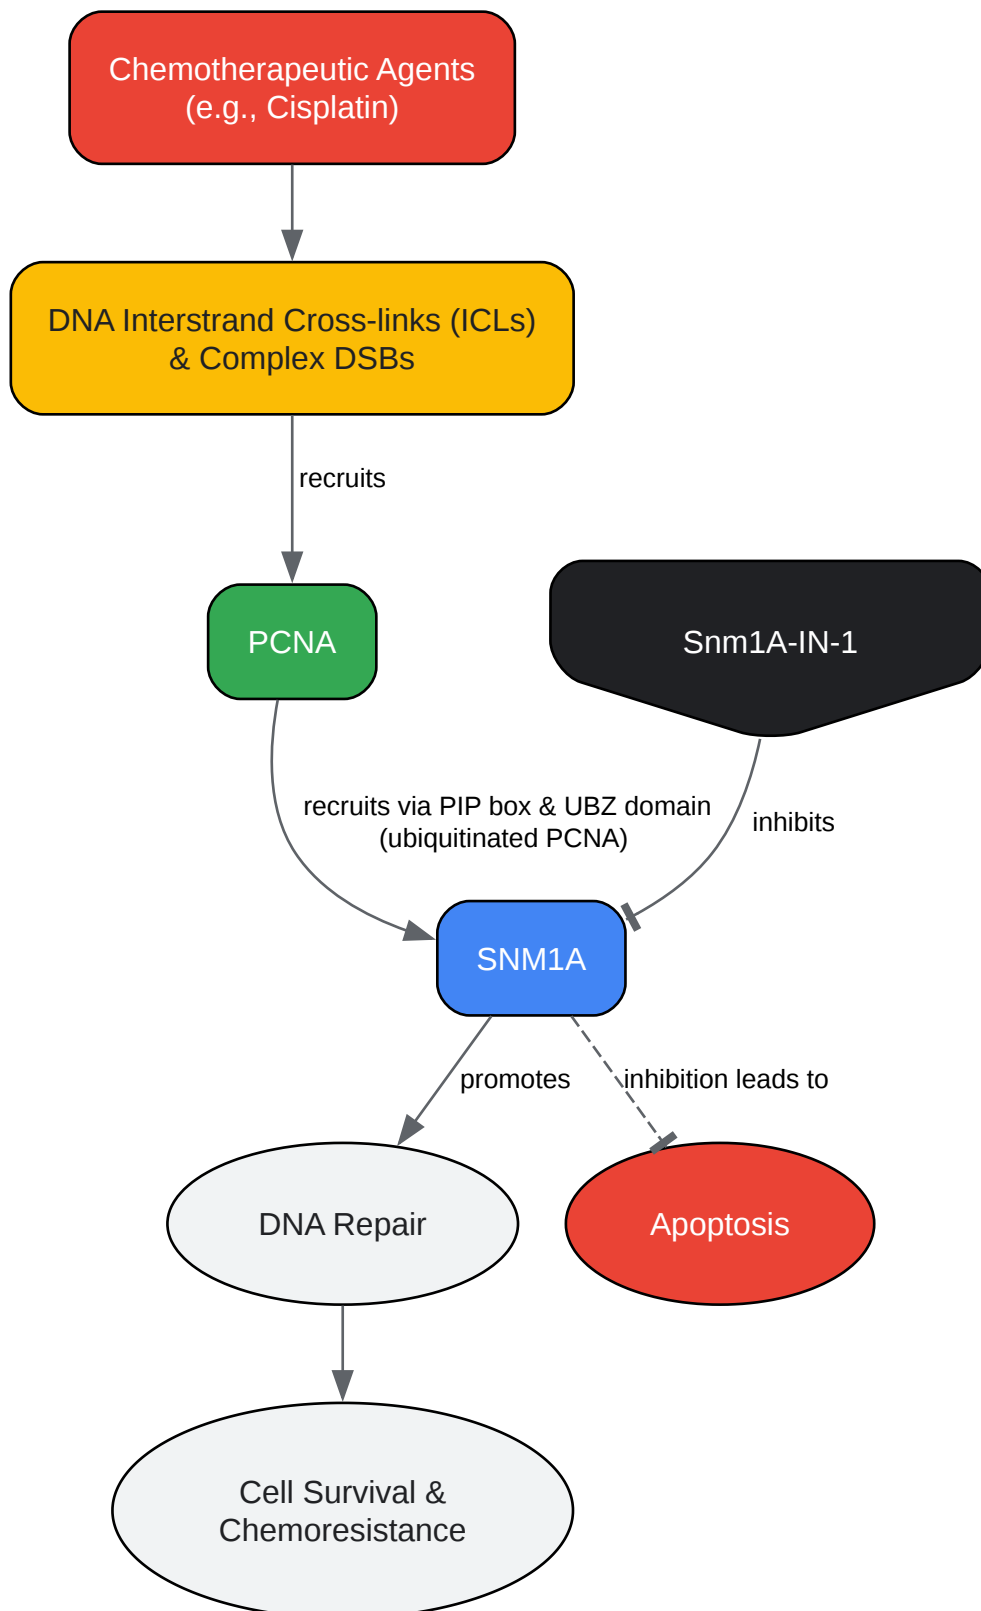 Chemotherapeutic Agents
(e.g., Cisplatin)
DNA Interstrand Cross-links (ICLs)
& Complex DSBs
recruits
PCNA
Snm1A-IN-1
recruits via PIP box & UBZ domain
(ubiquitinated PCNA)
inhibits
SNM1A
promotes
inhibition leads to
DNA Repair
Apoptosis
Cell Survival &
Chemoresistance